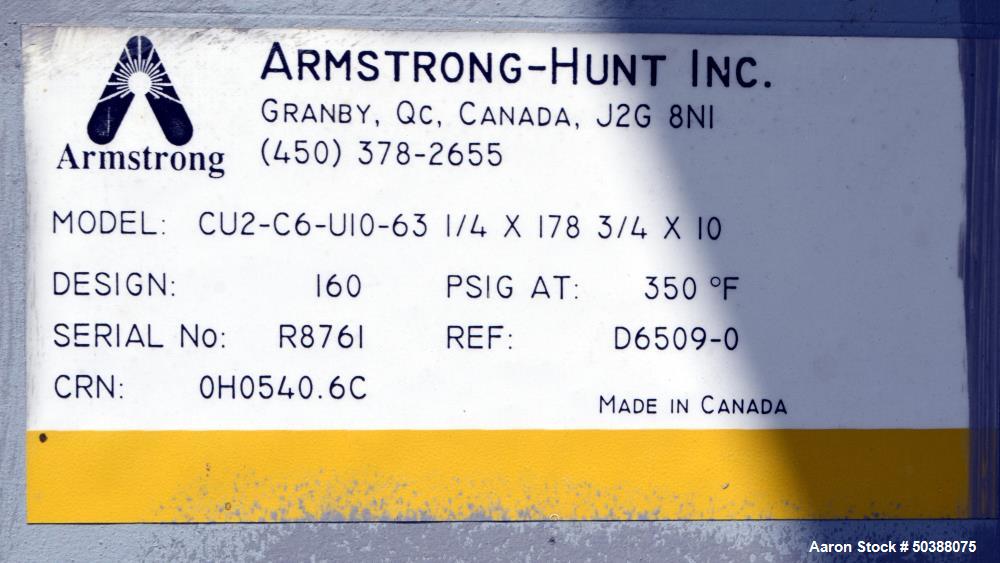 ARMSTRONG-HUNT INC.
GRANBY, QC, CANADA, J2G 8N1
(450) 378-2655
Armstrong
MODEL: CU2-C6-U10-63 1/4 X 178 3/4 X 10
DESIGN: 160 PSIG AT: 350 °F
SERIAL No: R8761 REF: D6509-0
CRN: 0H0540.6C
MADE IN CANADA
Aaron Stock # 50388075